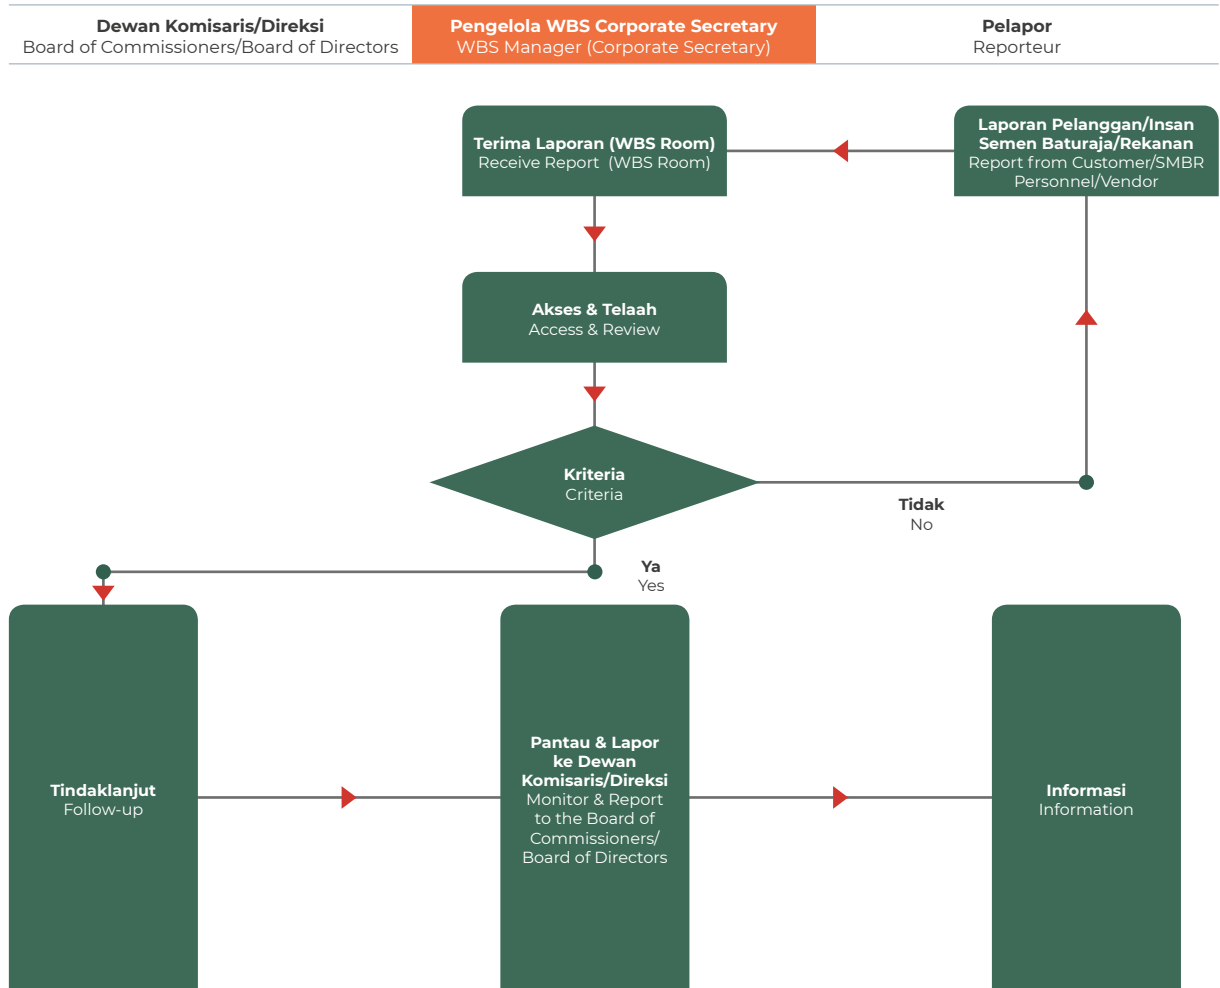 Dewan Komisaris/Direksi
Board of Commissioners/Board of Directors
Pengelola WBS Corporate Secretary
WBS Manager (Corporate Secretary)
Pelapor
Reporteur
Terima Laporan (WBS Room)
Receive Report (WBS Room)
Laporan Pelanggan/Insan
Semen Baturaja/Rekanan
Report from Customer/SMBR
Personnel/Vendor
Akses & Telaah
Access & Review
Kriteria
Criteria
Tidak
No
Ya
Yes
Tindaklanjut
Follow-up
Pantau & Lapor
ke Dewan
Komisaris/Direksi
Monitor & Report
to the Board of
Commissioners/
Board of Directors
Informasi
Information